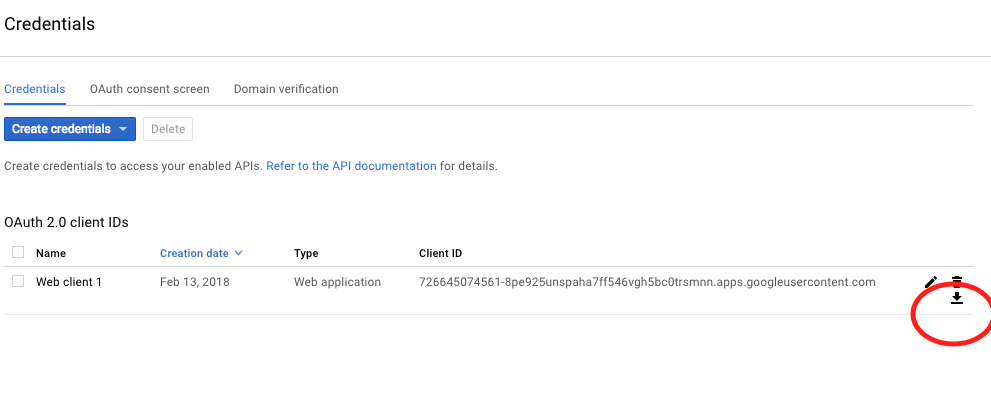 Credentials
Credentials OAuth consent screen Domain verification
Create credentials Delete
Create credentials to access your enabled APIs. Refer to the API documentation for details.
OAuth 2.0 client IDs
Name Creation date Type Client ID
Web client 1 Feb 13, 2018 Web application 726645074561-8pe925unspaha7ff546vgh5bc0trsmnn.apps.googleusercontent.com